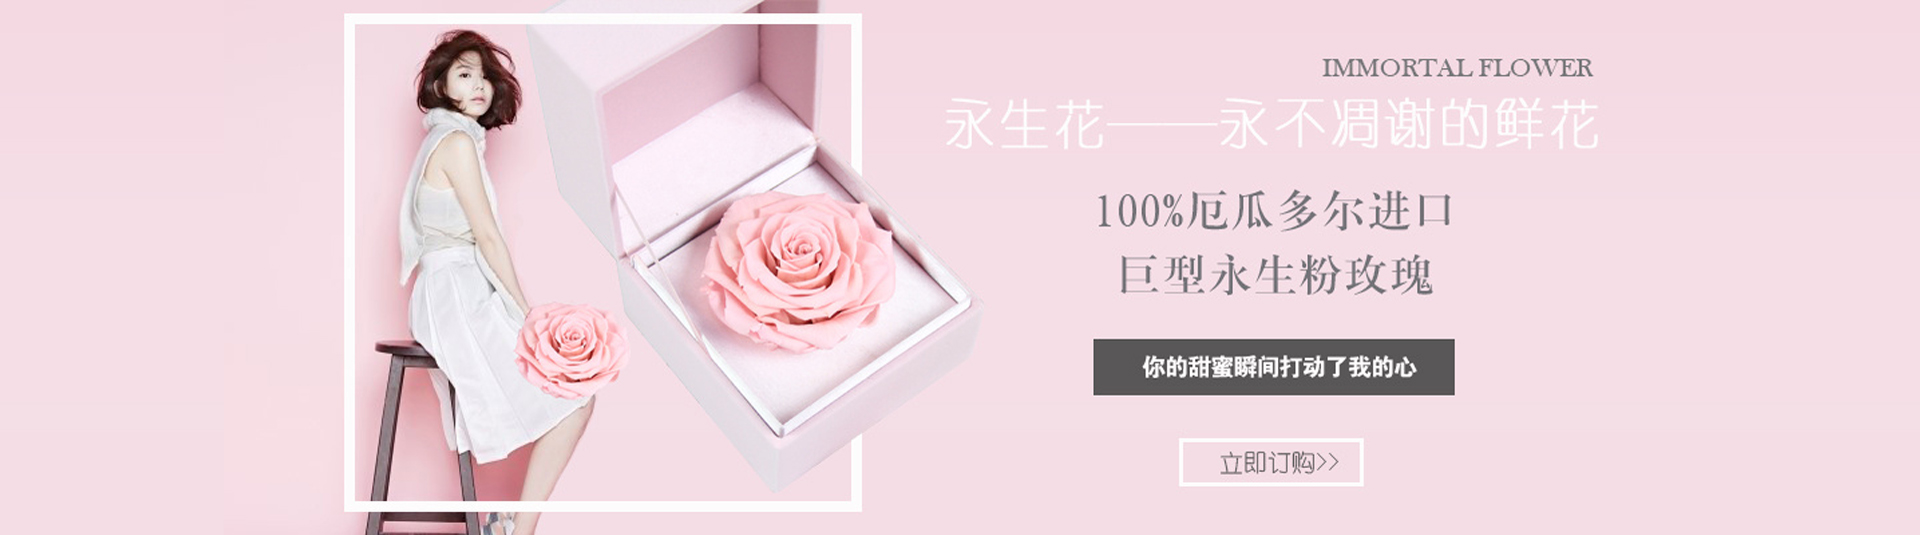 IMMORTAL FLOWER
永生花——永不凋谢的鲜花
100%厄瓜多尔进口
巨型永生粉玫瑰
你的甜蜜瞬间打动了我的心
立即订购>>